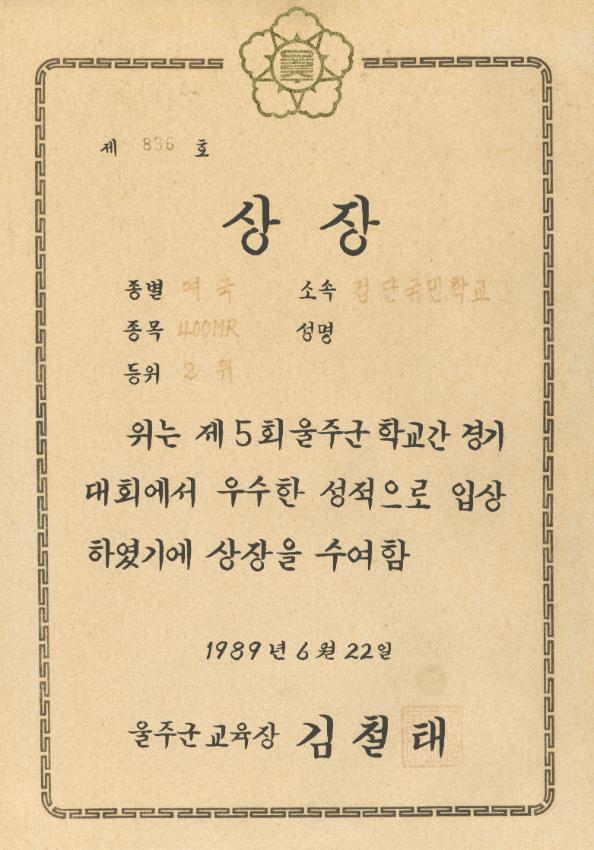 제 836 호
상 장
종별 여국 소속 검단국민학교
종목 400MR 성명
등위 2 위
위는 제 5회 울주군 학교간 경기
대회에서 우수한 성적으로 입상
하였기에 상장을 수여함
1989년 6월 22일
울주군교육장 김철태